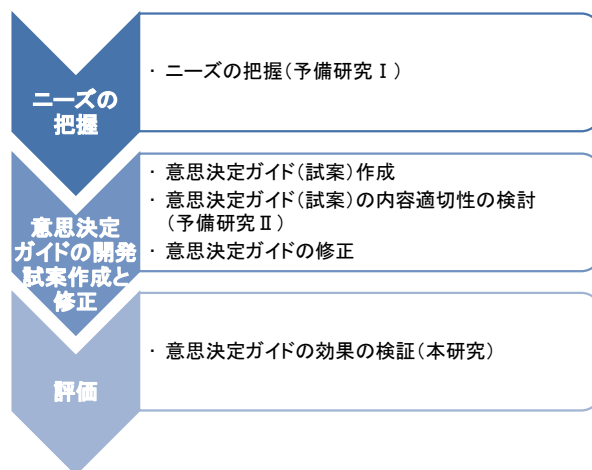 ニーズの
把握
・ ニーズの把握（予備研究Ⅰ）
意思決定
ガイドの開発
試案作成と
修正
・ 意思決定ガイド（試案）作成
・ 意思決定ガイド（試案）の内容適切性の検討
（予備研究Ⅱ）
・ 意思決定ガイドの修正
評価
・ 意思決定ガイドの効果の検証（本研究）